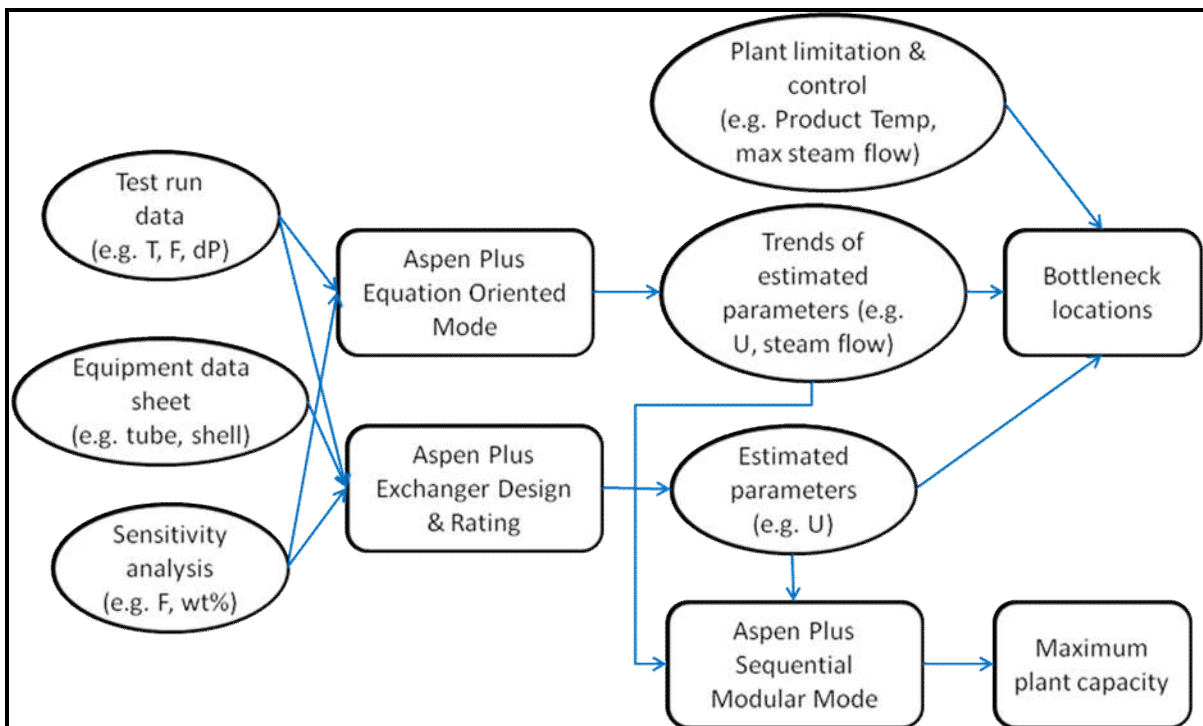 Plant limitation &
control
(e.g. Product Temp,
max steam flow)
Test run
data
(e.g. T, F, dP)
Aspen Plus
Equation Oriented
Mode
Trends of
estimated
parameters (e.g.
U, steam flow)
Bottleneck
locations
Equipment data
sheet
(e.g. tube, shell)
Aspen Plus
Exchanger Design
& Rating
Estimated
parameters
(e.g. U)
Sensitivity
analysis
(e.g. F, wt%)
Aspen Plus
Sequential
Modular Mode
Maximum
plant capacity